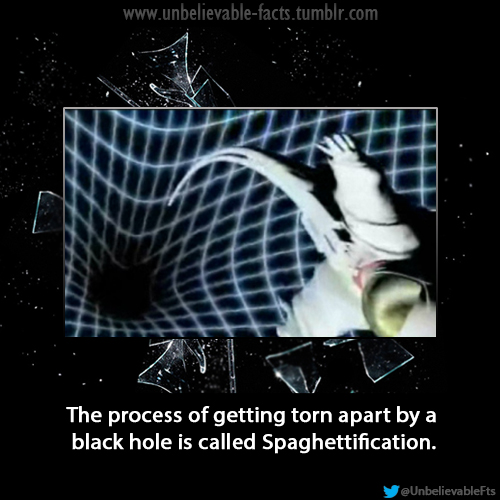 www.unbelievable-facts.tumblr.com
The process of getting torn apart by a
black hole is called Spaghettification.
@UnbelievableFts